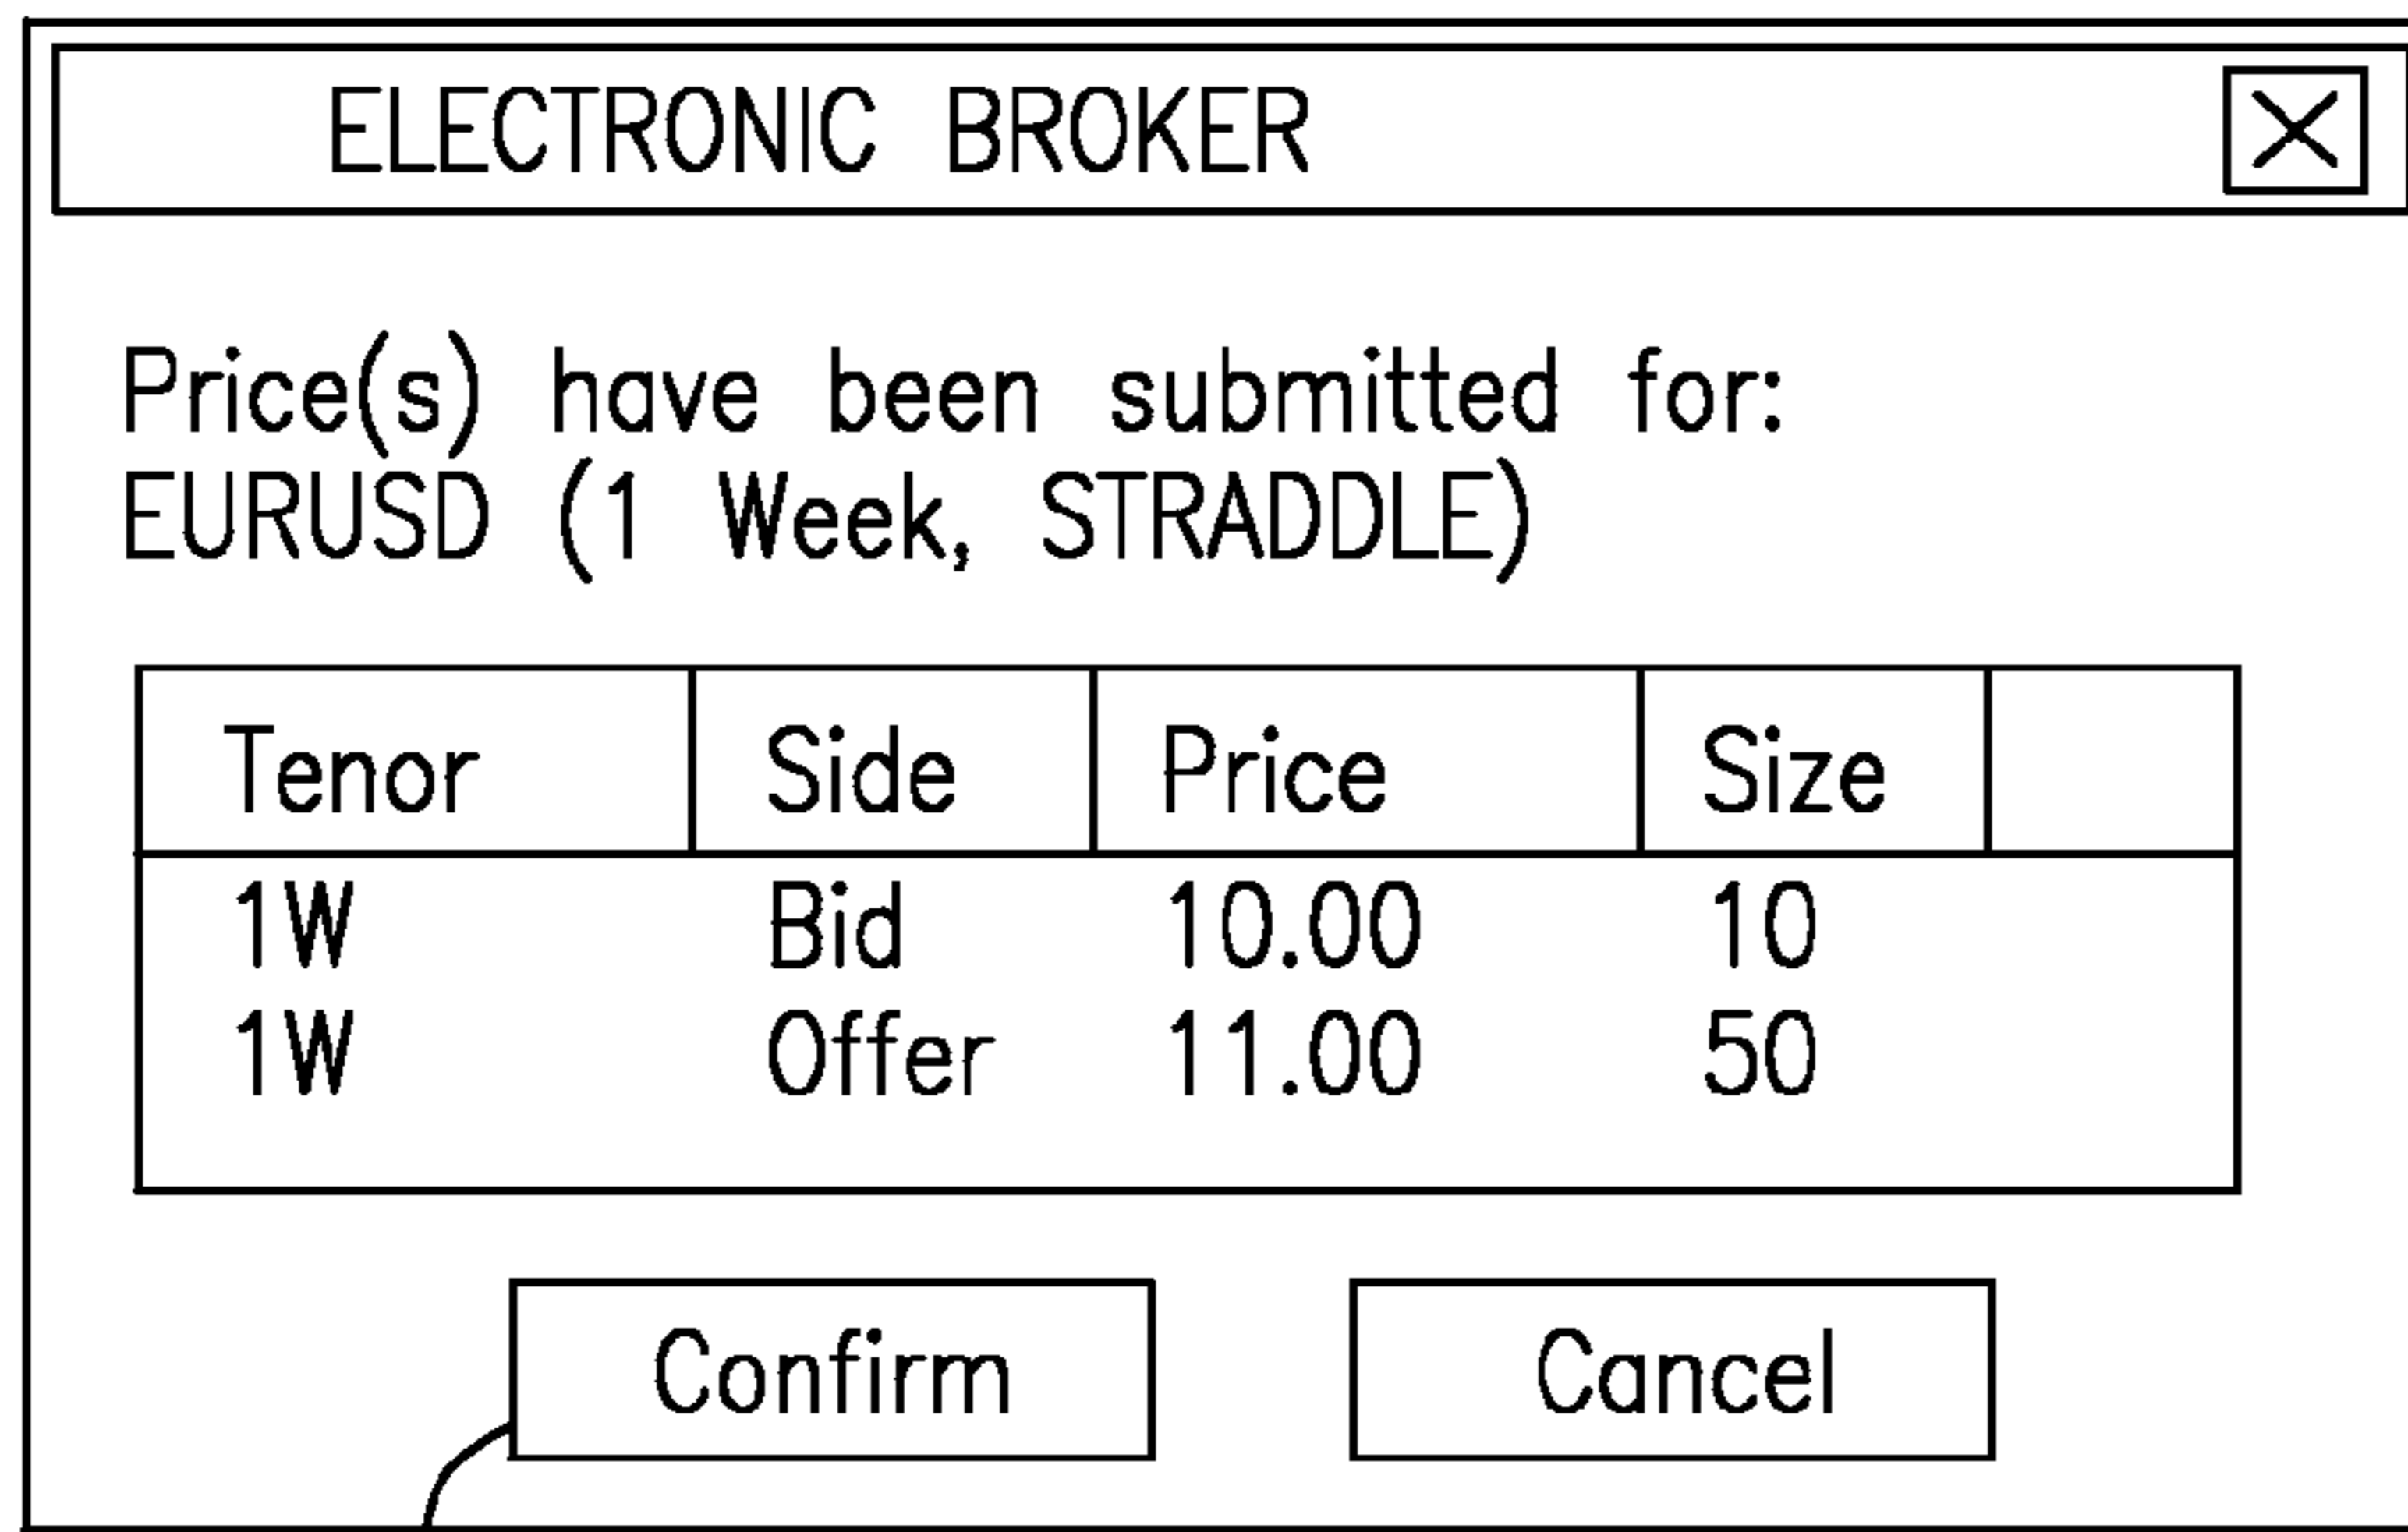 ELECTRONIC BROKER
Price(s) have been submitted for:
EURUSD (1 Week, STRADDLE)
Tenor Side Price Size
1W Bid 10.00 10
1W Offer 11.00 50
Confirm Cancel